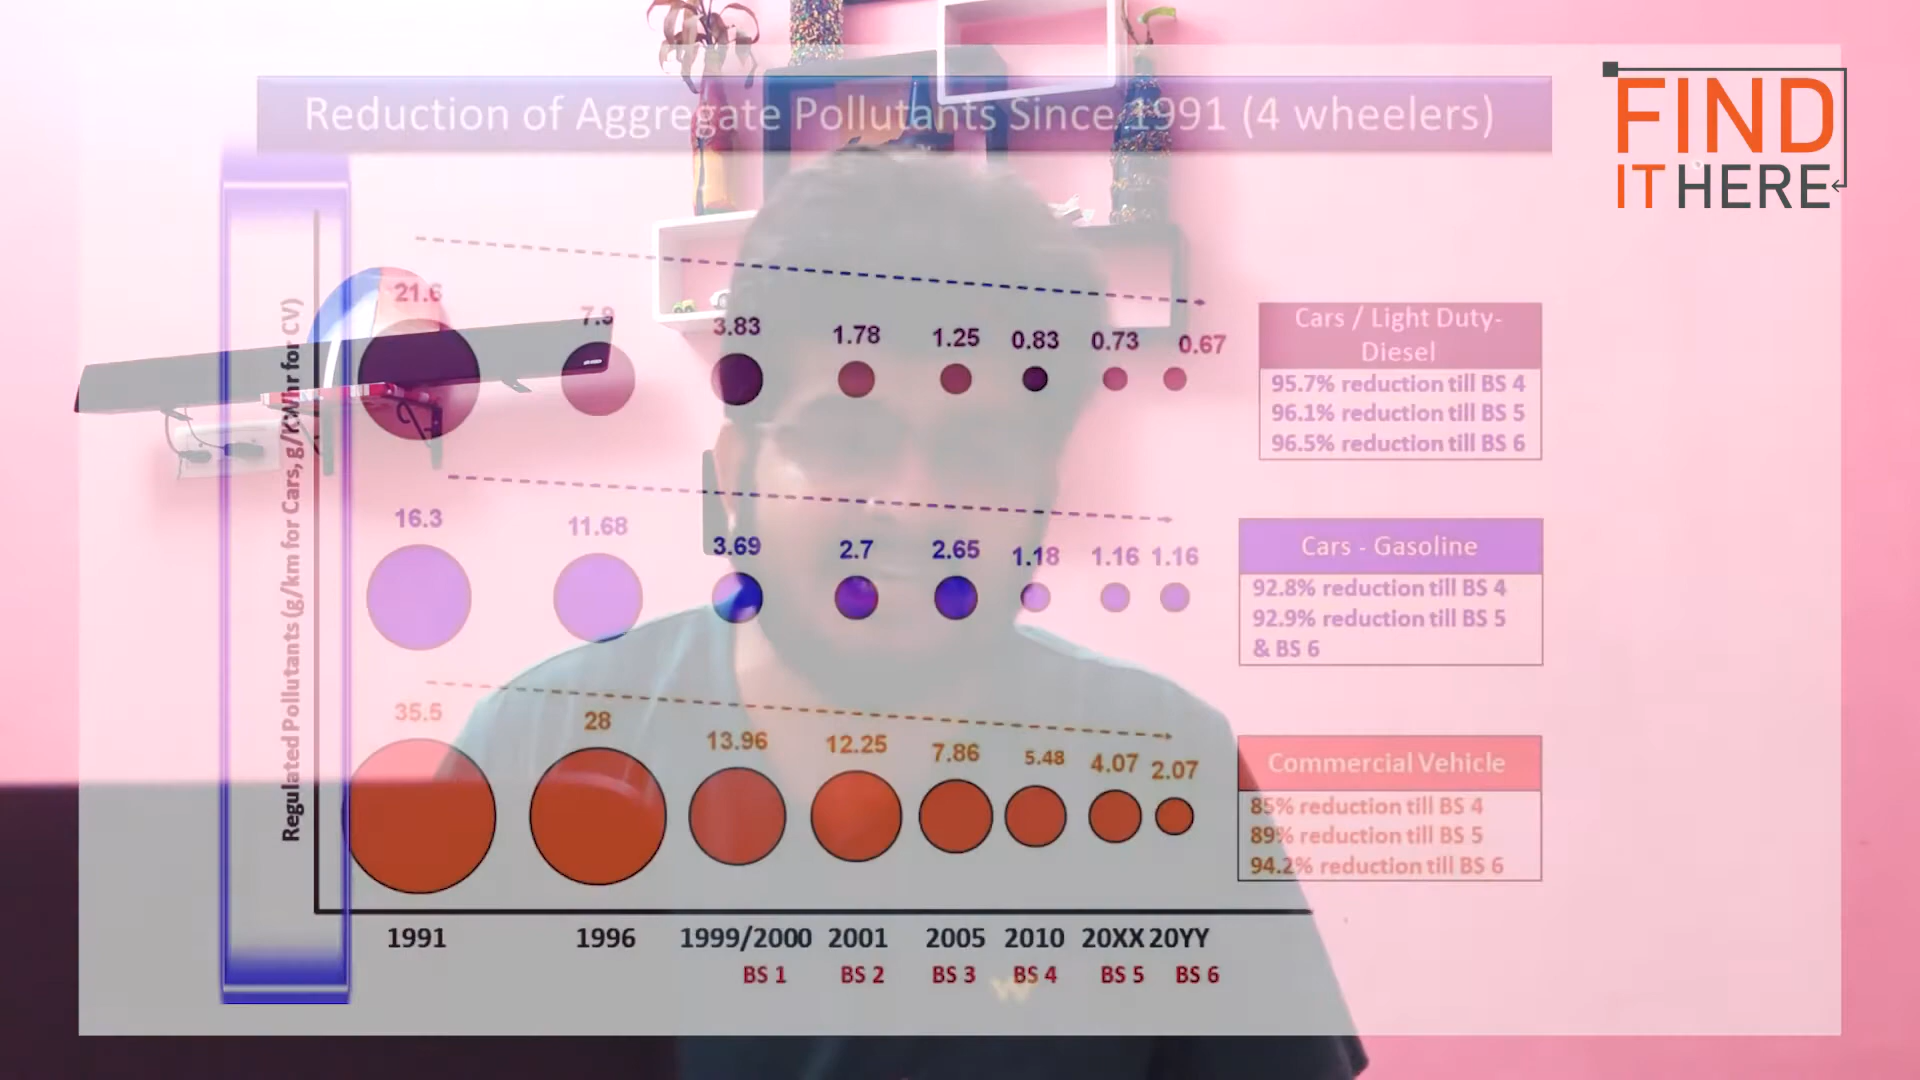 Reduction of Aggregate Pollutants Since 1991 (4 wheelers)
FIND
IT HERE
Regulated Pollutants (g/km for Cars, g/KWhr for CV)
21.6
7.9
3.83
1.78
1.25
0.83
0.73
0.67
Cars / Light Duty-
Diesel
95.7% reduction till BS 4
96.1% reduction till BS 5
96.5% reduction till BS 6
16.3
11.68
3.69
2.7
2.65
1.18
1.16
1.16
Cars - Gasoline
92.8% reduction till BS 4
92.9% reduction till BS 5
& BS 6
35.5
28
13.96
12.25
7.86
5.48
4.07
2.07
Commercial Vehicle
85% reduction till BS 4
89% reduction till BS 5
94.2% reduction till BS 6
1991 1996 1999/2000 2001 2005 2010 20XX 20YY
BS 1 BS 2 BS 3 BS 4 BS 5 BS 6